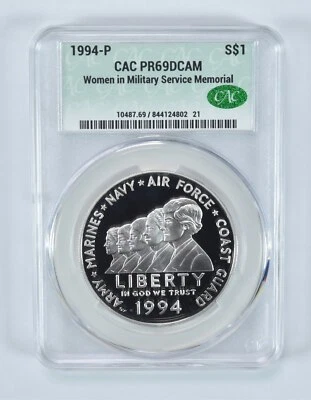 1994-P S$1
CAC PR69DCAM
Women in Military Service Memorial
CAC
10487.69 / 844124802 21
ARMY ★ MARINES ★ NAVY ★ AIR FORCE ★ COAST GUARD
LIBERTY
IN GOD WE TRUST
1994